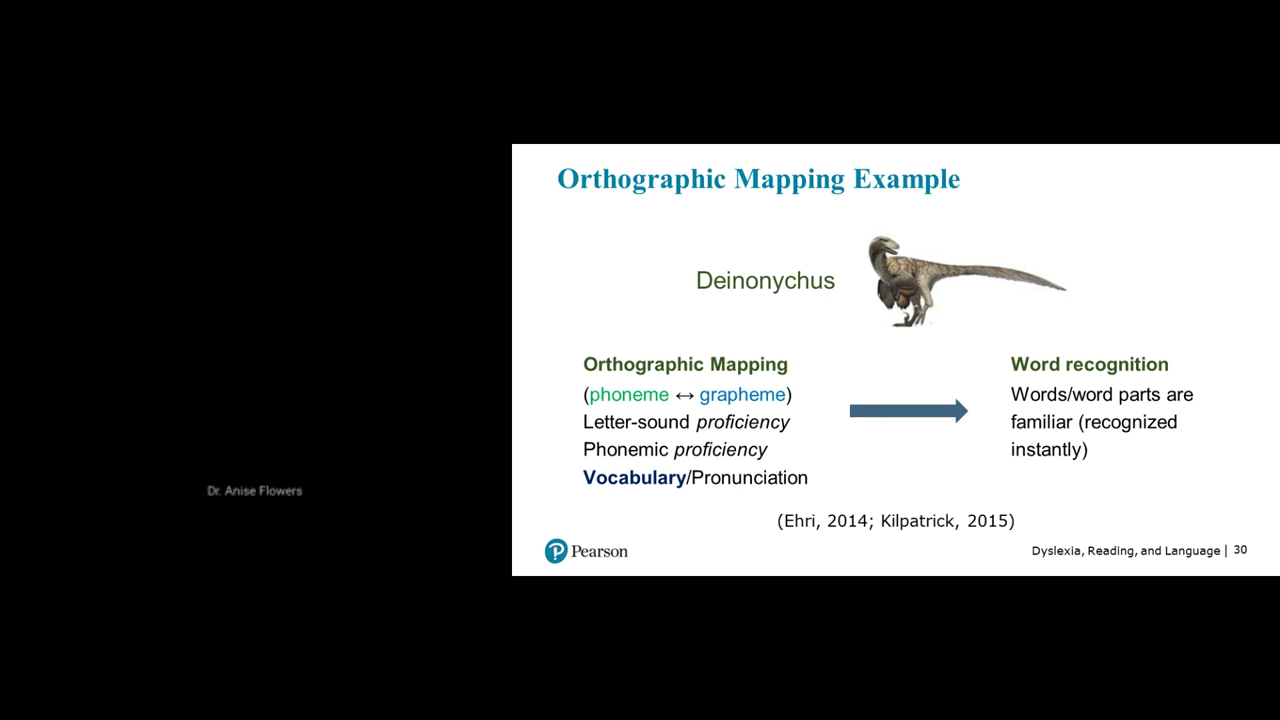 Orthographic Mapping Example
Deinonychus
Orthographic Mapping
(phoneme ↔ grapheme)
Letter-sound proficiency
Phonemic proficiency
Vocabulary/Pronunciation
Word recognition
Words/word parts are
familiar (recognized
instantly)
(Ehri, 2014; Kilpatrick, 2015)
Dr. Anise Flowers
Pearson
Dyslexia, Reading, and Language | 30